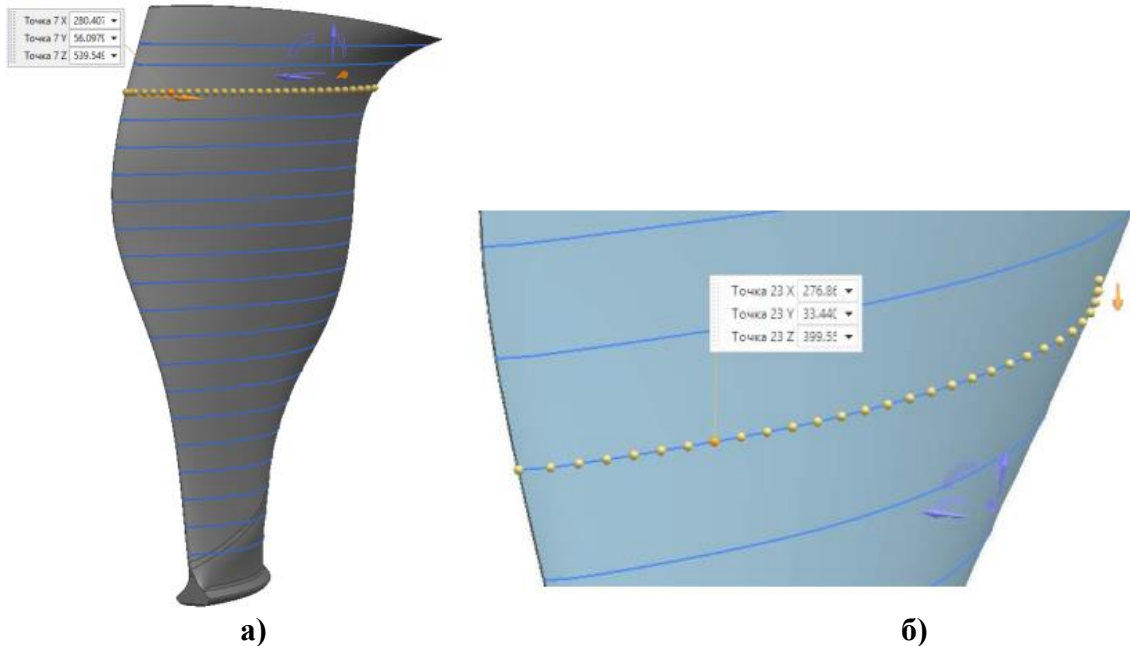 Точка 7 X 280.407
Точка 7 Y 56.0979
Точка 7 Z 539.549
Точка 23 X 276.86
Точка 23 Y 33.440
Точка 23 Z 399.55
а)
б)